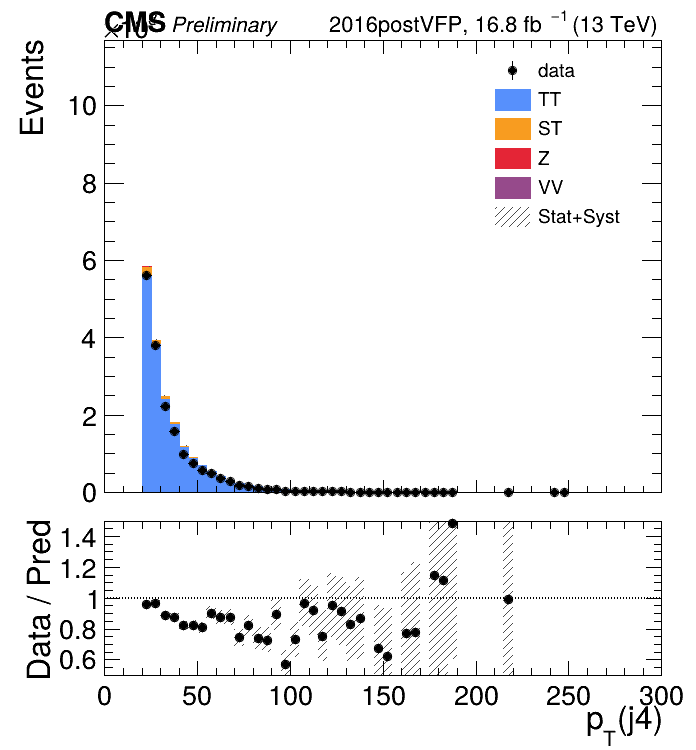 CMS Preliminary 2016postVFP, 16.8 fb⁻¹ (13 TeV)
Events
10
8
6
4
2
0
data
TT
ST
Z
VV
Stat+Syst
Data / Pred
1.4
1.2
1
0.8
0.6
0 50 100 150 200 250 300
p_T(j4)